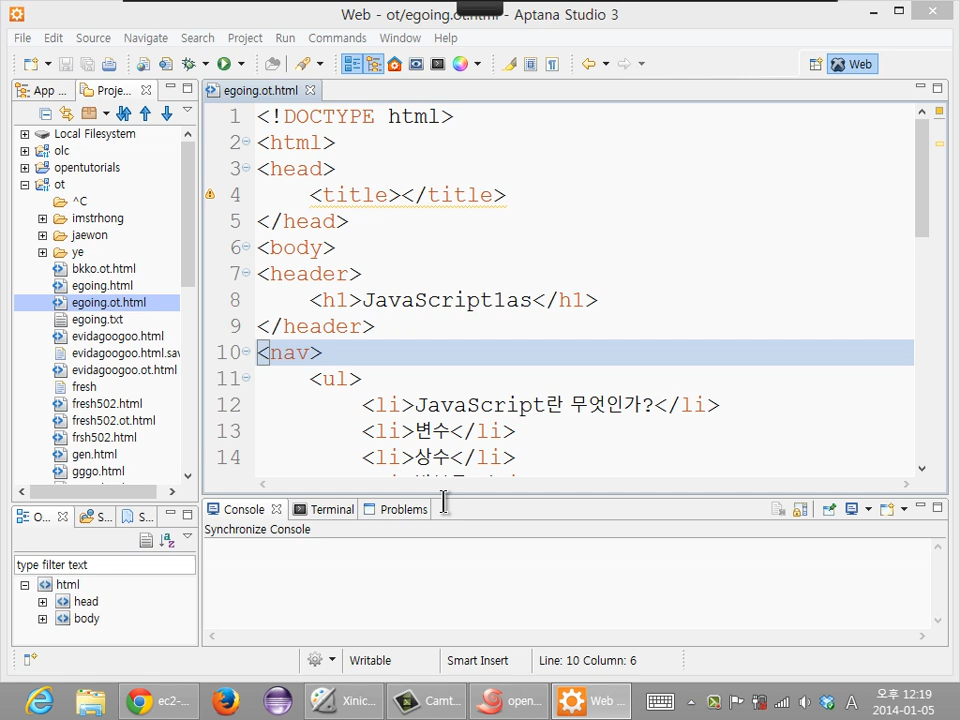 Web - ot/egoing.ot.html - Aptana Studio 3
File Edit Source Navigate Search Project Run Commands Window Help
Web
App ... Proje...
egoing.ot.html
Local Filesystem
olc
opentutorials
ot
^C
imstrhong
jaewon
ye
bkko.ot.html
egoing.html
egoing.ot.html
egoing.txt
evidagoogoo.html
evidagoogoo.html.sav
evidagoogoo.ot.html
fresh
fresh502.html
fresh502.ot.html
frsh502.html
gen.html
gggo.html
1 <!DOCTYPE html>
2 <html>
3 <head>
4 <title></title>
5 </head>
6 <body>
7 <header>
8 <h1>JavaScript1as</h1>
9 </header>
10 <nav>
11 <ul>
12 <li>JavaScript란 무엇인가?</li>
13 <li>변수</li>
14 <li>상수</li>
O... S... S...
type filter text
html
head
body
Console Terminal Problems
Synchronize Console
Writable Smart Insert Line: 10 Column: 6
ec2-... Xinic... Camt... open... Web ...
A
오후 12:19
2014-01-05